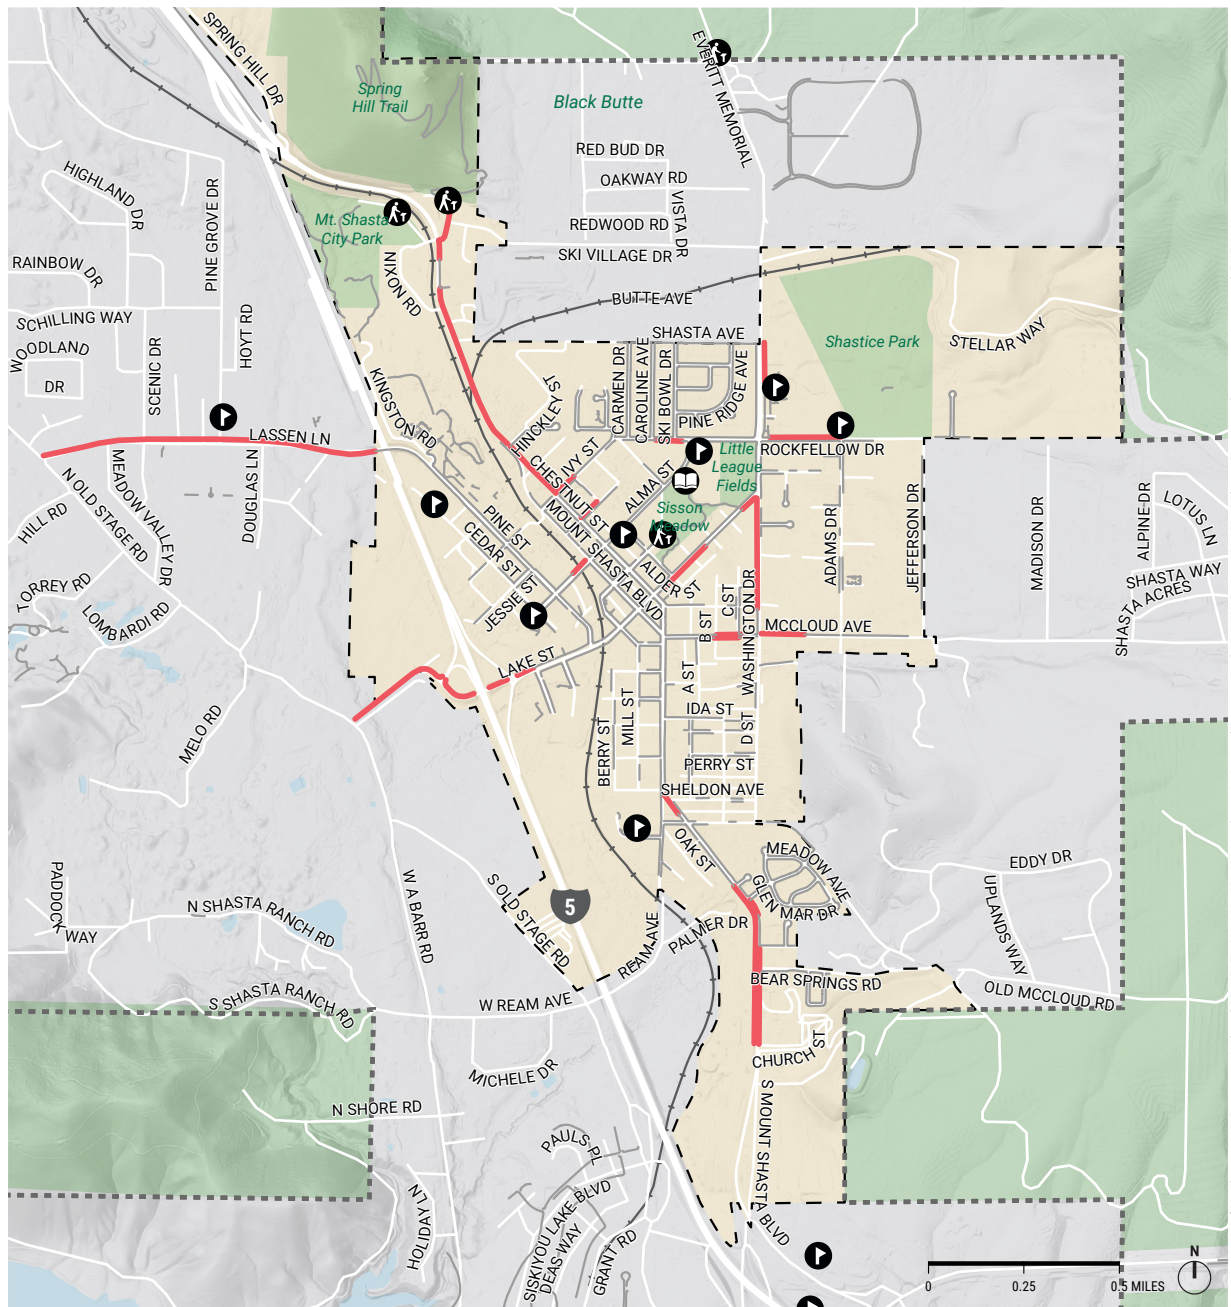 SPRING HILL DR
EVERITT MEMORIAL
Spring
Hill Trail
Black Butte
RED BUD DR
OAKWAY RD
VISTA DR
REDWOOD RD
SKI VILLAGE DR
HIGHLAND DR
PINE GROVE DR
Mt. Shasta
City Park
NIXON RD
RAINBOW DR
BUTTE AVE
SCHILLING WAY
HOYT RD
SHASTA AVE
Shastice Park
STELLAR WAY
WOODLAND
DR
SCENIC DR
KINGSTON RD
HINCKLEY ST
CARMEN DR
CAROLINE AVE
SKI BOWL DR
PINE RIDGE AVE
LASSEN LN
ROCKFELLOW DR
Little
League
Fields
IVY ST
CHESTNUT ST
ALMA ST
Sisson
Meadow
N OLD STAGE RD
MEADOW VALLEY DR
DOUGLAS LN
HILL RD
PINE ST
CEDAR ST
MOUNT SHASTA BLVD
ALDER ST
JESSIE ST
ADAMS DR
JEFFERSON DR
MADISON DR
ALPINE DR
LOTUS LN
SHASTA WAY
SHASTA ACRES
TORREY RD
LOMBARDI RD
C ST
B ST
WASHINGTON DR
MCCLOUD AVE
LAKE ST
A ST
IDA ST
D ST
MILL ST
BERRY ST
MELO RD
PERRY ST
SHELDON AVE
OAK ST
MEADOW AVE
GLEN MAR DR
EDDY DR
UPLANDS WAY
PADDOCK WAY
N SHASTA RANCH RD
W A BARR RD
S OLD STAGE RD
5
REAM AVE
PALMER DR
BEAR SPRINGS RD
OLD MCCLOUD RD
S SHASTA RANCH RD
W REAM AVE
CHURCH ST
MICHELE DR
N SHORE RD
S MOUNT SHASTA BLVD
PAULS PL
HOLIDAY LN
SISKIYOU LAKE BLVD
DEAS WAY
GRANT RD
N
0 0.25 0.5 MILES